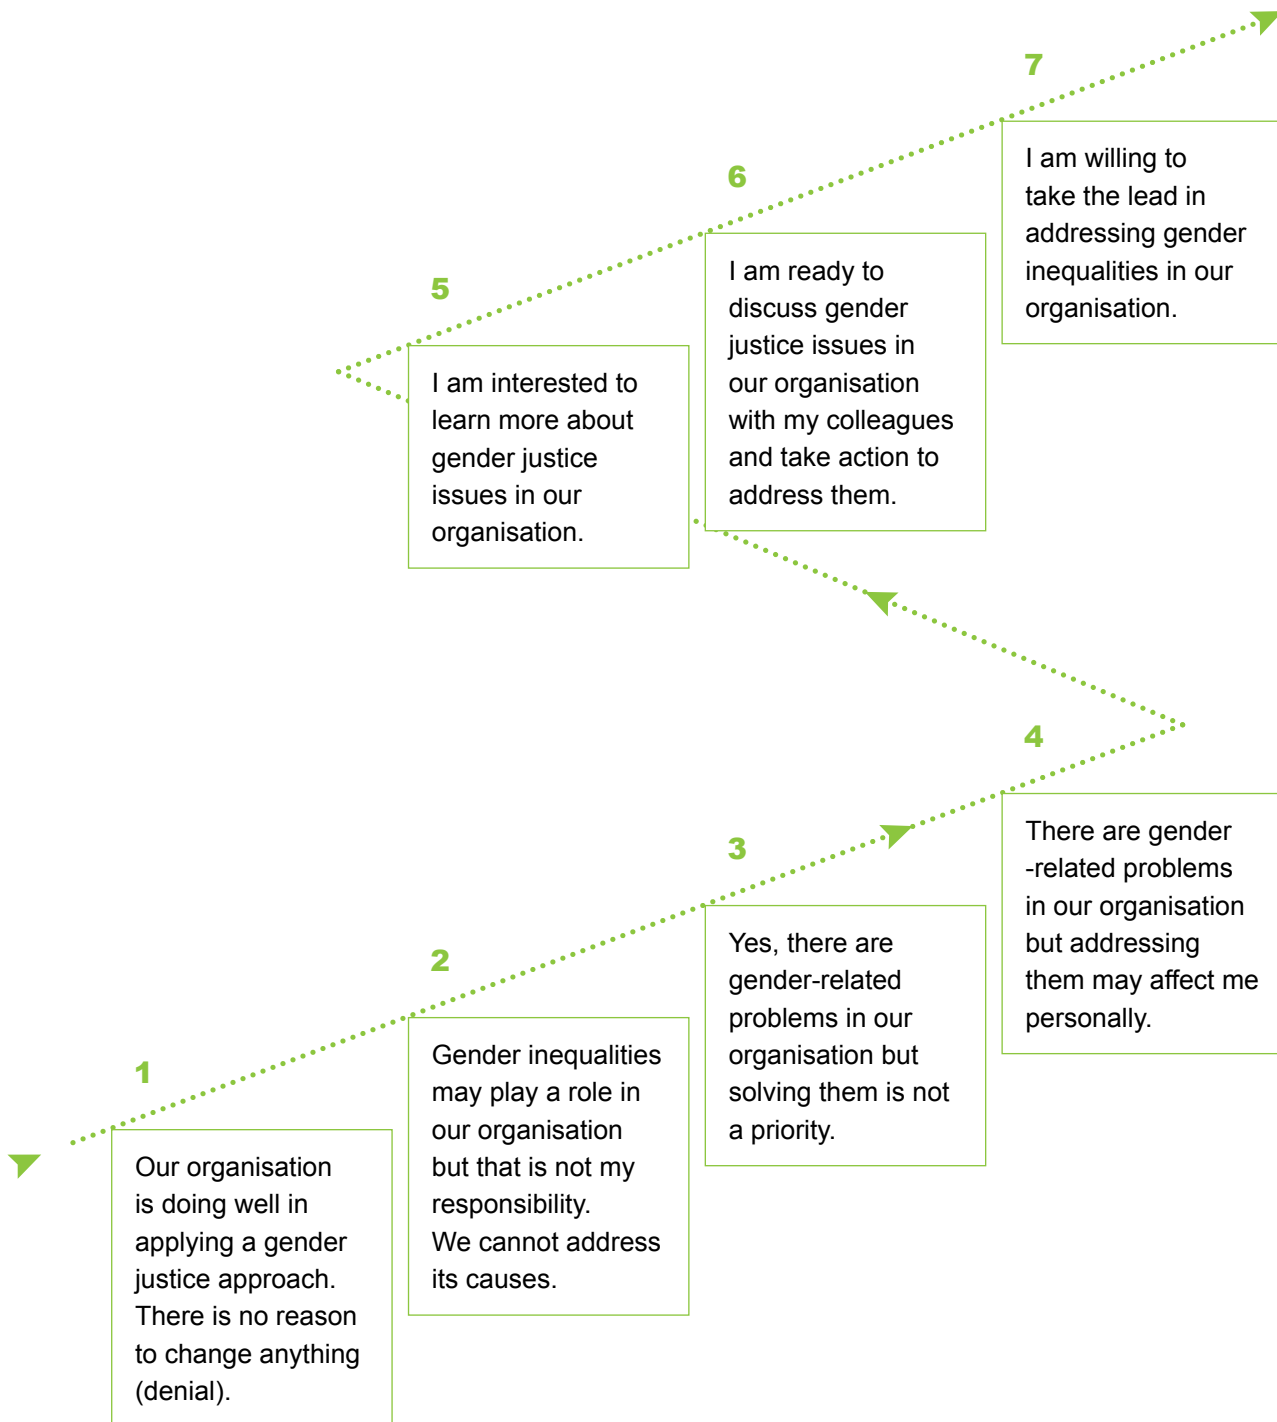 7
I am willing to
take the lead in
addressing gender
inequalities in our
organisation.
6
I am ready to
discuss gender
justice issues in
our organisation
with my colleagues
and take action to
address them.
5
I am interested to
learn more about
gender justice
issues in our
organisation.
4
There are gender
-related problems
in our organisation
but addressing
them may affect me
personally.
3
Yes, there are
gender-related
problems in our
organisation but
solving them is not
a priority.
2
Gender inequalities
may play a role in
our organisation
but that is not my
responsibility.
We cannot address
its causes.
1
Our organisation
is doing well in
applying a gender
justice approach.
There is no reason
to change anything
(denial).